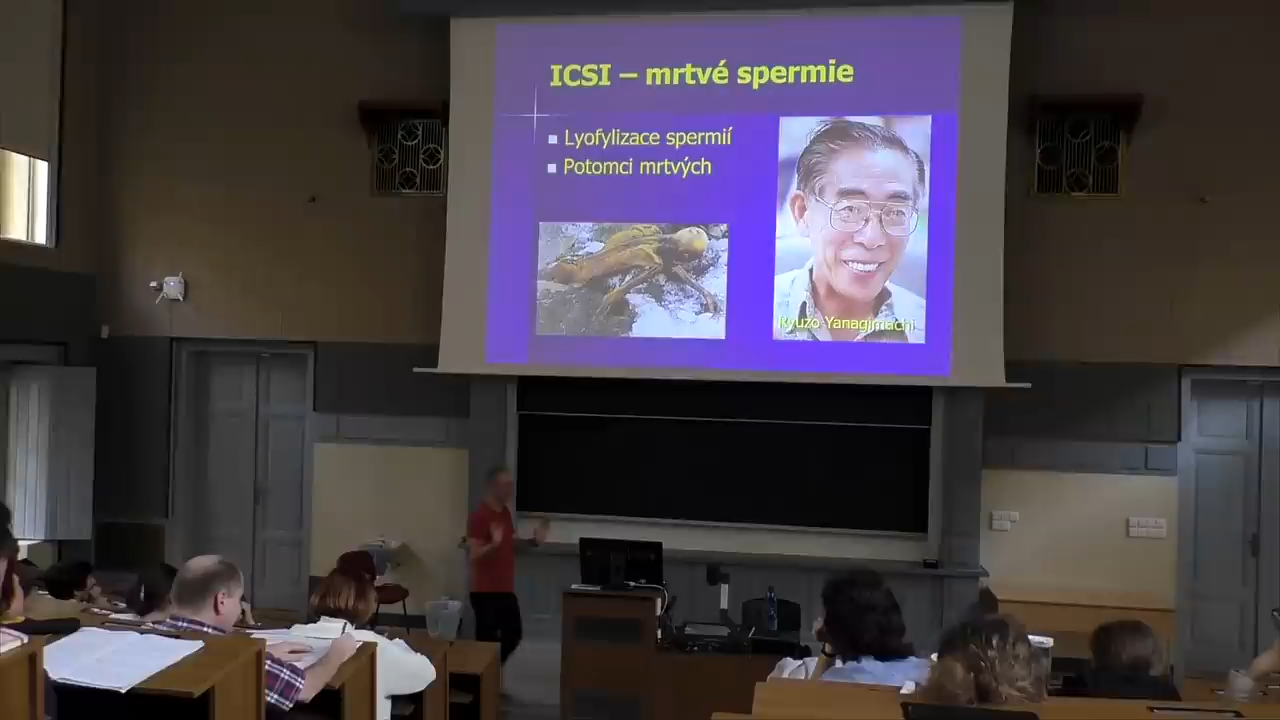 ICSI – mrtvé spermie
Lyofylizace spermií
Potomci mrtvých
Ryuzo Yanagimachi